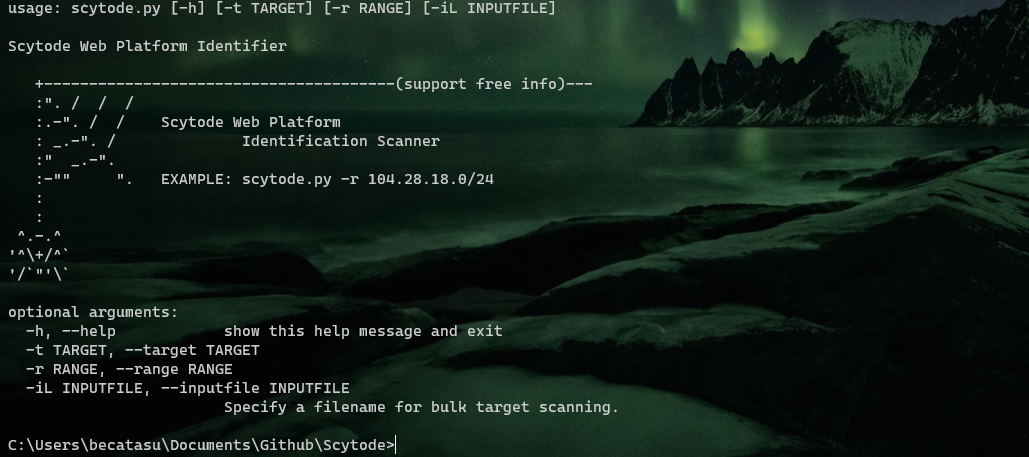 usage: scytode.py [-h] [-t TARGET] [-r RANGE] [-iL INPUTFILE]

Scytode Web Platform Identifier

   +---------------------------------------(support free info)---
   :". /  /  /
   :.-". /  /    Scytode Web Platform
   : _.-". /              Identification Scanner
   :"  _.-".
   :-""     ".   EXAMPLE: scytode.py -r 104.28.18.0/24
   :
   :
 ^.-.^
'^\+/^`
'/`"'\`

optional arguments:
  -h, --help            show this help message and exit
  -t TARGET, --target TARGET
  -r RANGE, --range RANGE
  -iL INPUTFILE, --inputfile INPUTFILE
                        Specify a filename for bulk target scanning.

C:\Users\becatasu\Documents\Github\Scytode>